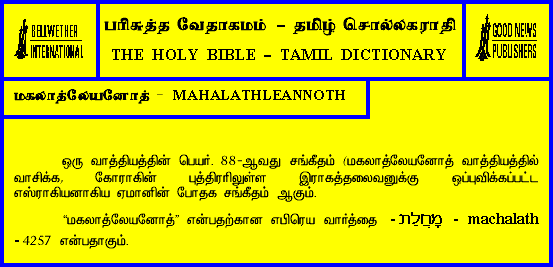 BELLWETHER
INTERNATIONAL
பரிசுத்த வேதாகமம் – தமிழ் சொல்லகராதி
THE HOLY BIBLE – TAMIL DICTIONARY
GOOD NEWS
PUBLISHERS
மகலாத்லேயனோத் - MAHALATHLEANNOTH
ஒரு வாத்தியத்தின் பெயர். 88-ஆவது சங்கீதம் (மகலாத்லேயனோத் வாத்தியத்தில்
வாசிக்க, கோராகின் புத்திரரிலுள்ள இராகத்தலைவனுக்கு ஒப்புவிக்கப்பட்ட
எஸ்ராகியனாகிய ஏமானின் போதக சங்கீதம் ஆகும்.
“மகலாத்லேயனோத்” என்பதற்கான எபிரெய வார்த்தை - מַחֲלַת - machalath
- 4257 என்பதாகும்.